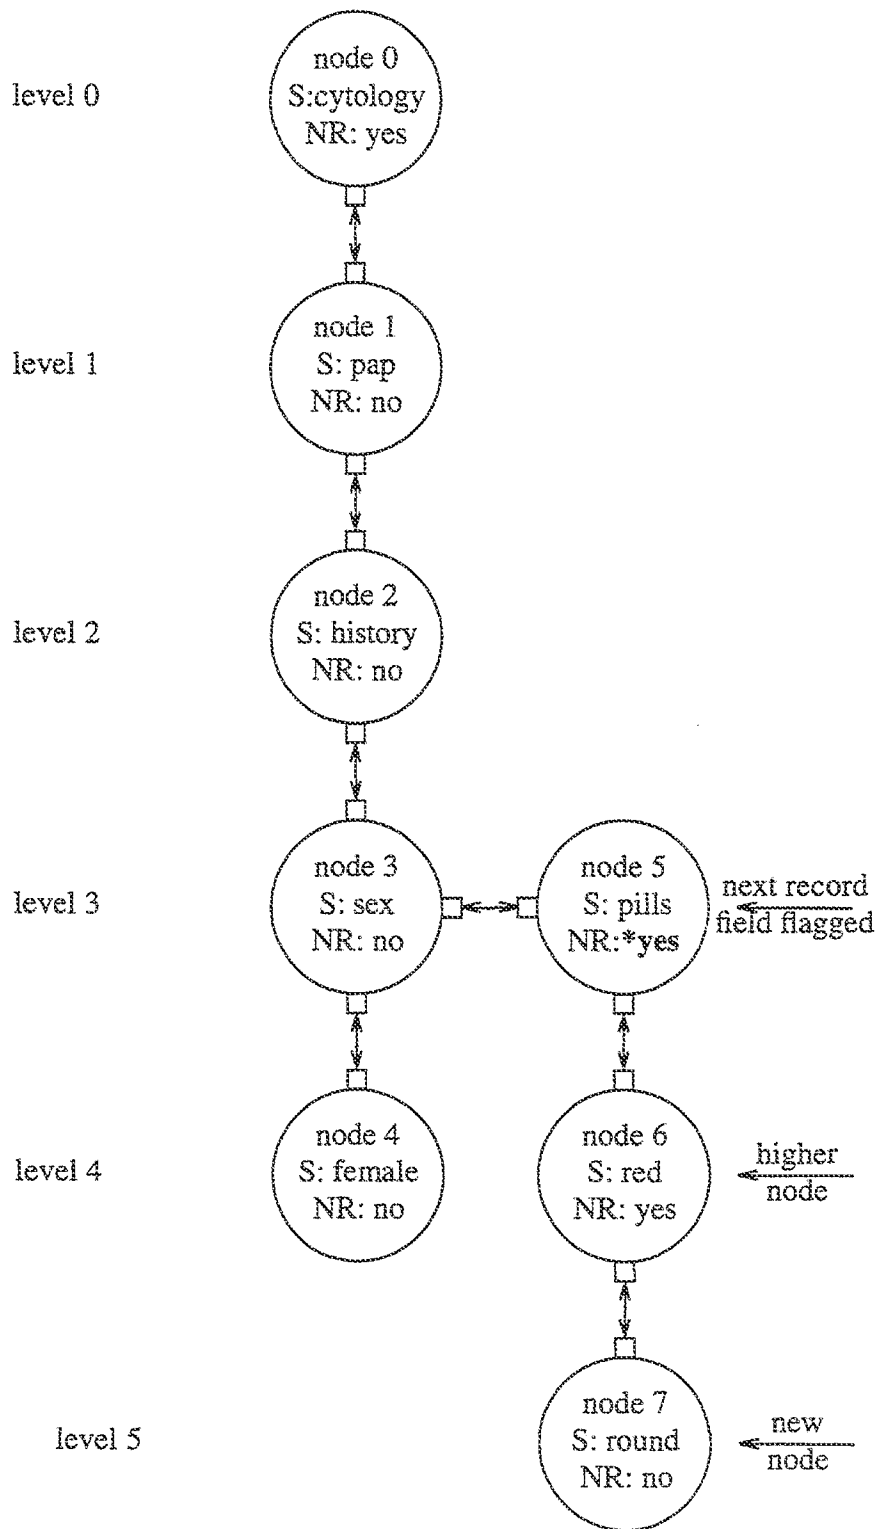 level 0
node 0
S:cytology
NR: yes
level 1
node 1
S: pap
NR: no
level 2
node 2
S: history
NR: no
level 3
node 3
S: sex
NR: no
node 5
S: pills
NR:*yes
next record
field flagged
level 4
node 4
S: female
NR: no
node 6
S: red
NR: yes
higher
node
level 5
node 7
S: round
NR: no
new
node